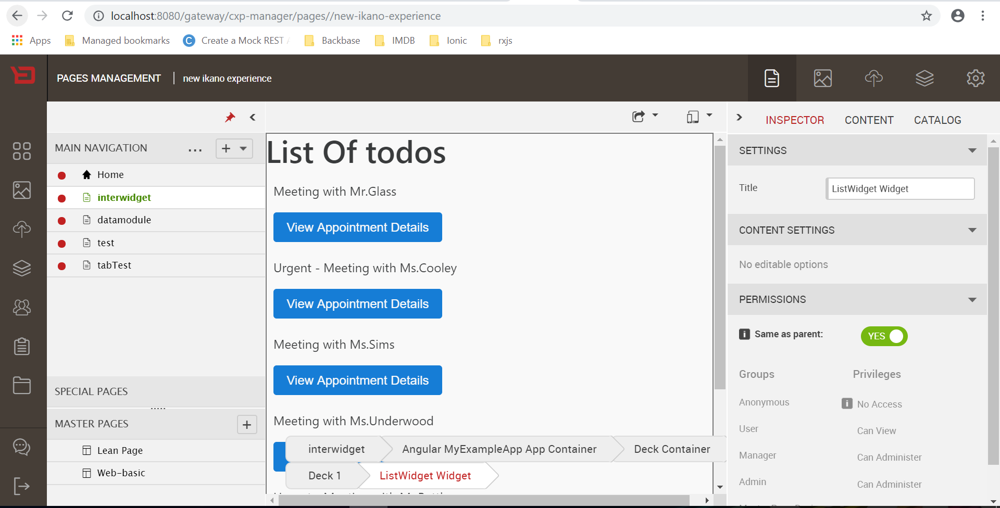 localhost:8080/gateway/cxp-manager/pages//new-ikano-experience
Apps
Managed bookmarks
Create a Mock REST
Backbase
IMDB
Ionic
rxjs
PAGES MANAGEMENT
new ikano experience
INSPECTOR
CONTENT
CATALOG
MAIN NAVIGATION
Home
interwidget
datamodule
test
tabTest
SPECIAL PAGES
MASTER PAGES
Lean Page
Web-basic
List Of todos
Meeting with Mr.Glass
View Appointment Details
Urgent - Meeting with Ms.Cooley
View Appointment Details
Meeting with Ms.Sims
View Appointment Details
Meeting with Ms.Underwood
interwidget
Angular MyExampleApp App Container
Deck Container
Deck 1
ListWidget Widget
SETTINGS
Title
ListWidget Widget
CONTENT SETTINGS
No editable options
PERMISSIONS
Same as parent:
YES
Groups
Privileges
Anonymous
No Access
User
Can View
Manager
Can Administer
Admin
Can Administer